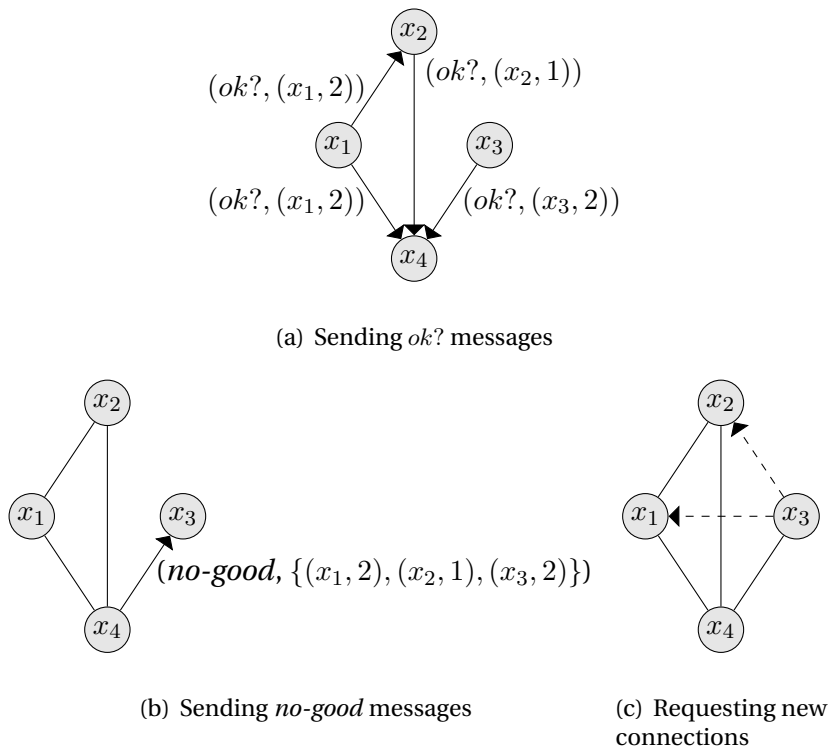 x₂
(ok?, (x₁, 2)) (ok?, (x₂, 1))
x₁ x₃
(ok?, (x₁, 2)) (ok?, (x₃, 2))
x₄
(a) Sending ok? messages
x₂
x₁ x₃
(no-good, {(x₁, 2), (x₂, 1), (x₃, 2)})
x₄
(b) Sending no-good messages
x₂
x₁ x₃
x₄
(c) Requesting new
connections